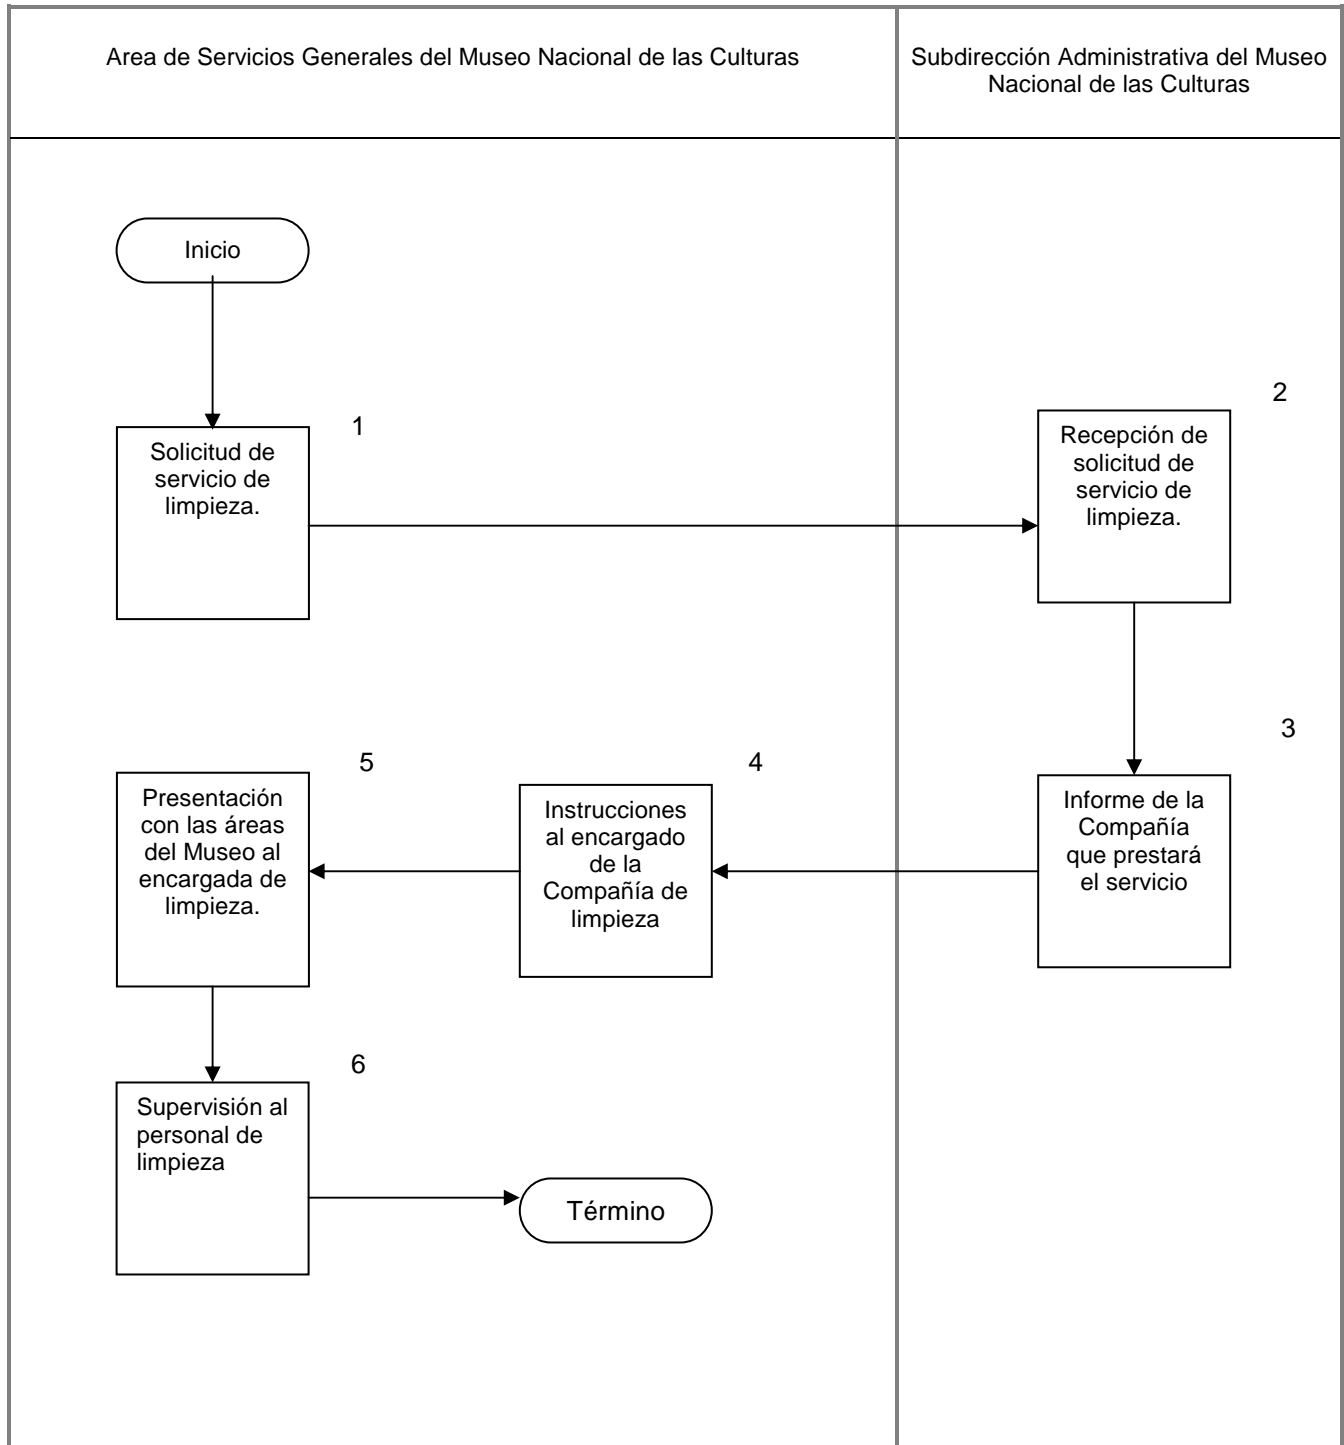 Area de Servicios Generales del Museo Nacional de las Culturas
Subdirección Administrativa del Museo
Nacional de las Culturas
Inicio
1
Solicitud de
servicio de
limpieza.
2
Recepción de
solicitud de
servicio de
limpieza.
3
Informe de la
Compañía
que prestará
el servicio
4
Instrucciones
al encargado
de la
Compañía de
limpieza
5
Presentación
con las áreas
del Museo al
encargada de
limpieza.
6
Supervisión al
personal de
limpieza
Término